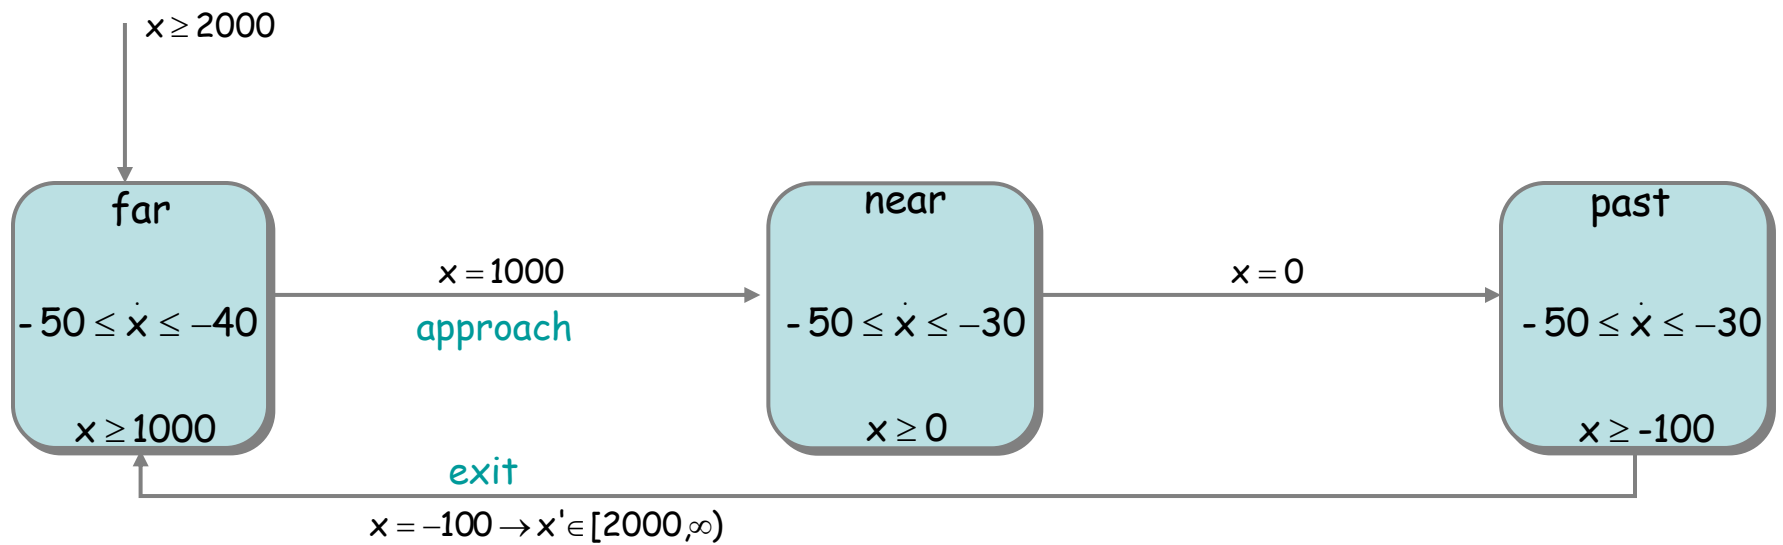 x ≥ 2000
far
- 50 ≤ ẋ ≤ −40
x ≥ 1000
x = 1000
approach
near
- 50 ≤ ẋ ≤ −30
x ≥ 0
x = 0
past
- 50 ≤ ẋ ≤ −30
x ≥ -100
exit
x = −100 → x'∈ [2000,∞)